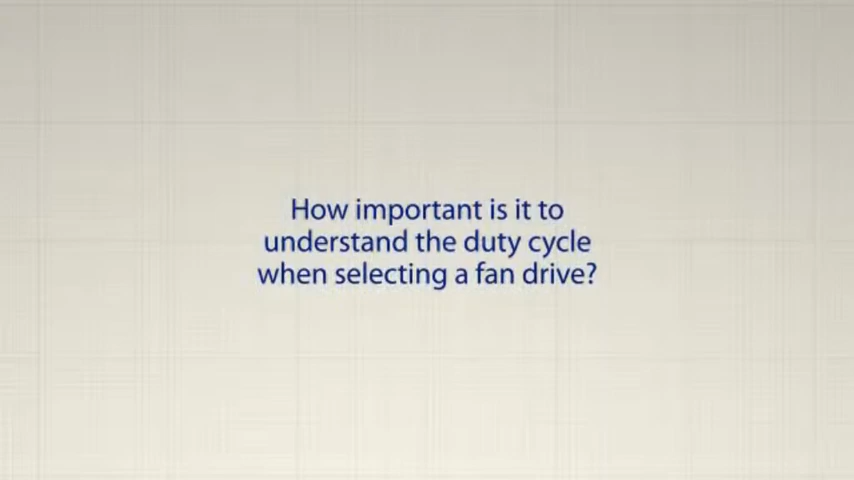 How important is it to
understand the duty cycle
when selecting a fan drive?